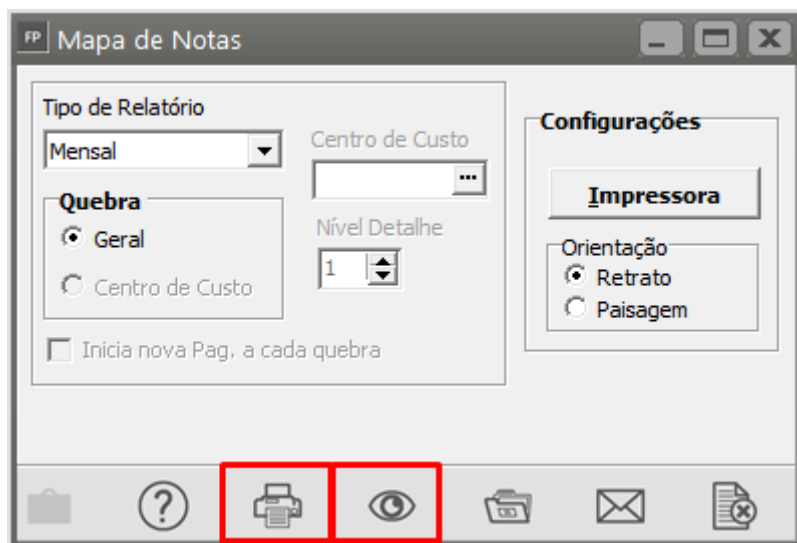 FP Mapa de Notas
Tipo de Relatório
Mensal
Centro de Custo
...
Quebra
Geral
Centro de Custo
Nível Detalhe
1
Inicia nova Pag. a cada quebra
Configurações
Impressora
Orientação
Retrato
Paisagem
?